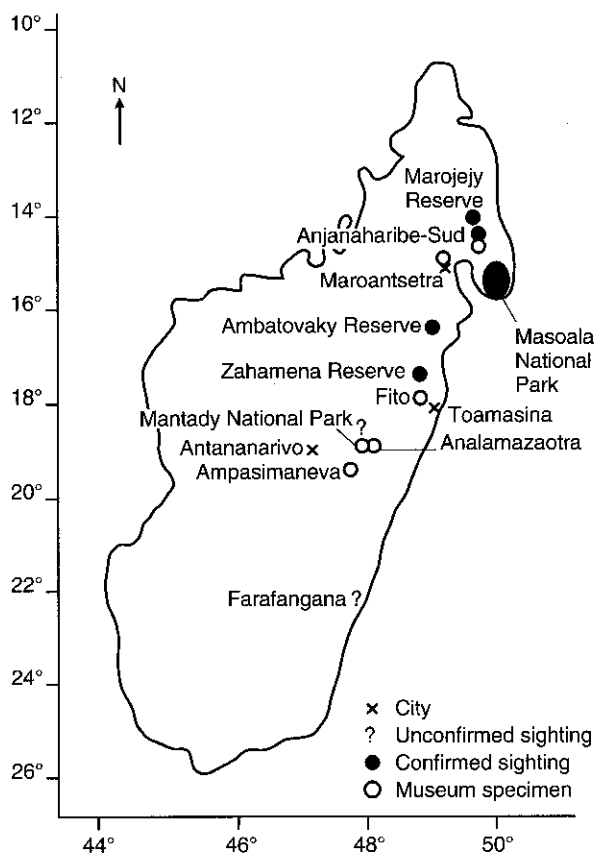 10°
N
12°
Marojejy
Reserve
14°
Anjanaharibe-Sud
Maroantsetra
16°
Ambatovaky Reserve
Masoala
National
Park
Zahamena Reserve
18°
Fito
Toamasina
Mantady National Park ?
Analamazaotra
Antananarivo
Ampasimaneva
20°
22°
Farafangana ?
24°
City
? Unconfirmed sighting
Confirmed sighting
26°
Museum specimen
44° 46° 48° 50°